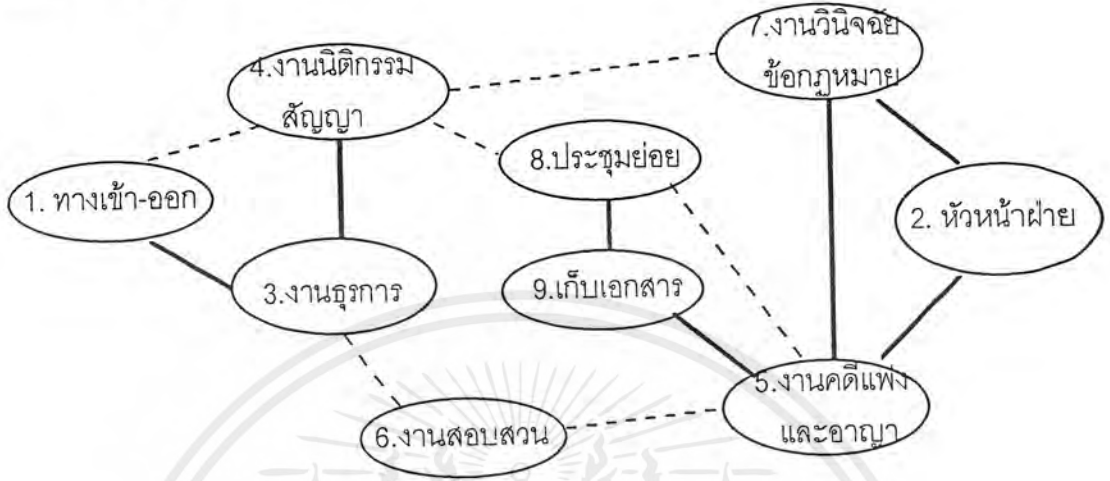 7.งานวินิจฉัย
ข้อกฎหมาย
4.งานนิติกรรม
สัญญา
8.ประชุมย่อย
1. ทางเข้า-ออก
2. หัวหน้าฝ่าย
3.งานธุรการ
9.เก็บเอกสาร
5.งานคดีแพ่ง
และอาญา
6.งานสอบสวน